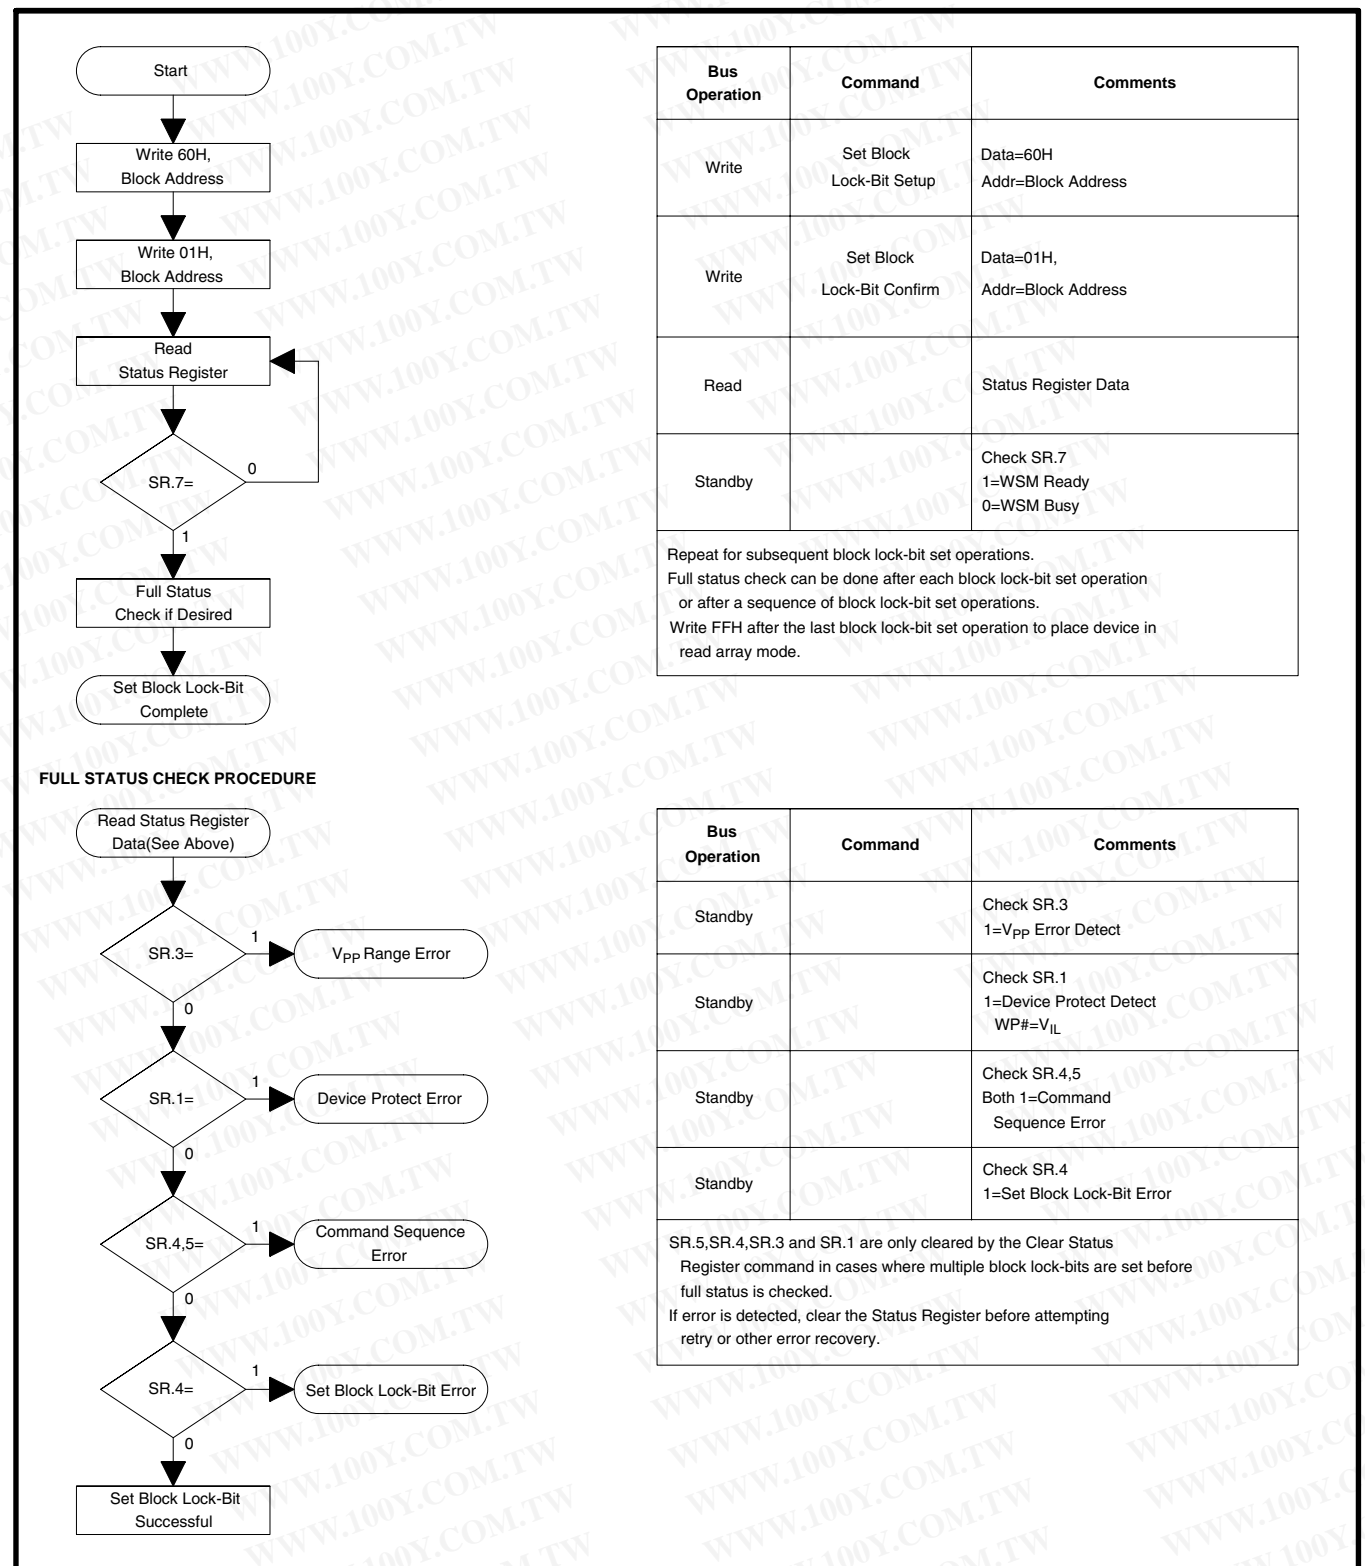 Start
Write 60H,
Block Address
Write 01H,
Block Address
Read
Status Register
SR.7=
0
1
Full Status
Check if Desired
Set Block Lock-Bit
Complete
Bus
Operation
Command
Comments
Write
Set Block
Lock-Bit Setup
Data=60H
Addr=Block Address
Write
Set Block
Lock-Bit Confirm
Data=01H,
Addr=Block Address
Read
Status Register Data
Standby
Check SR.7
1=WSM Ready
0=WSM Busy
Repeat for subsequent block lock-bit set operations.
Full status check can be done after each block lock-bit set operation
or after a sequence of block lock-bit set operations.
Write FFH after the last block lock-bit set operation to place device in
read array mode.
FULL STATUS CHECK PROCEDURE
Read Status Register
Data(See Above)
SR.3=
1
VPP Range Error
0
SR.1=
1
Device Protect Error
0
SR.4,5=
1
Command Sequence
Error
0
SR.4=
1
Set Block Lock-Bit Error
0
Set Block Lock-Bit
Successful
Bus
Operation
Command
Comments
Standby
Check SR.3
1=VPP Error Detect
Standby
Check SR.1
1=Device Protect Detect
WP#=VIL
Standby
Check SR.4,5
Both 1=Command
Sequence Error
Standby
Check SR.4
1=Set Block Lock-Bit Error
SR.5,SR.4,SR.3 and SR.1 are only cleared by the Clear Status
Register command in cases where multiple block lock-bits are set before
full status is checked.
If error is detected, clear the Status Register before attempting
retry or other error recovery.
WWW.100Y.COM.TW